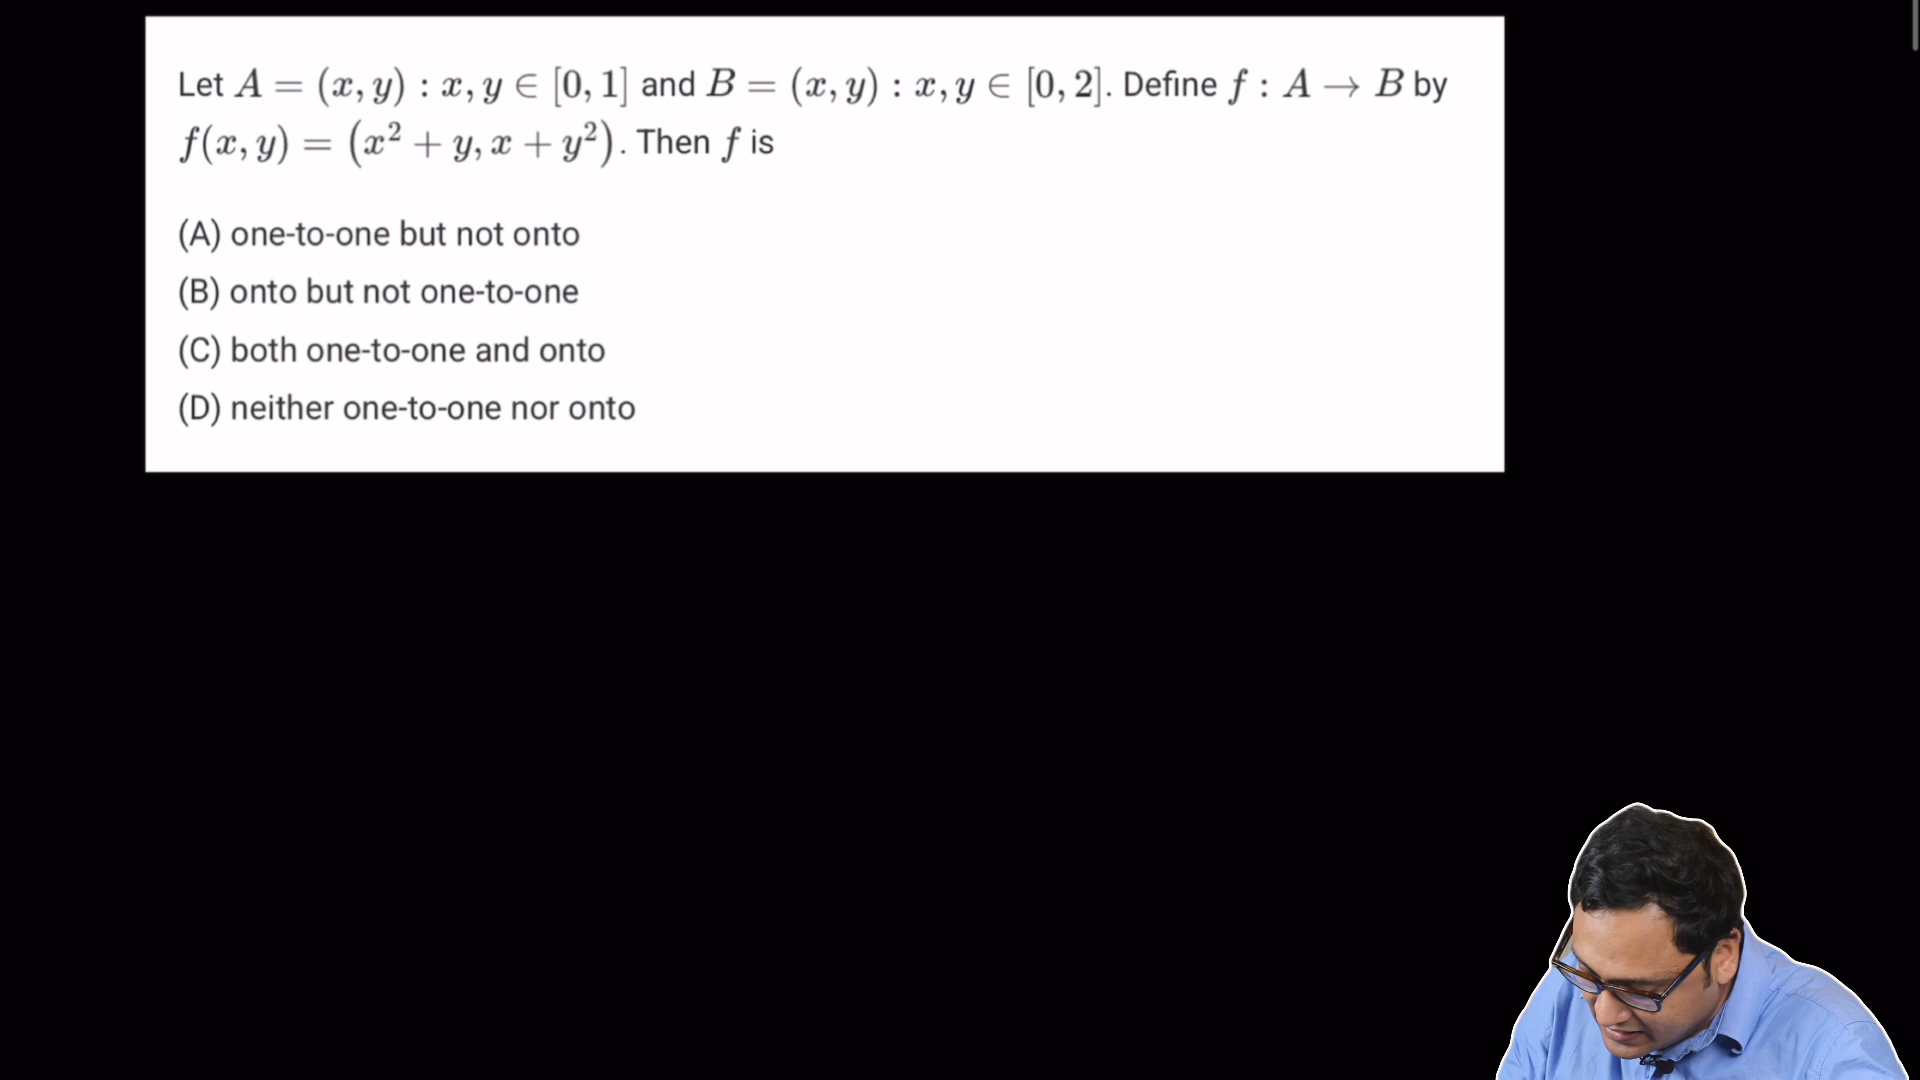 Let A = (x, y) : x, y ∈ [0, 1] and B = (x, y) : x, y ∈ [0, 2]. Define f : A → B by
f(x, y) = (x² + y, x + y²). Then f is
(A) one-to-one but not onto
(B) onto but not one-to-one
(C) both one-to-one and onto
(D) neither one-to-one nor onto